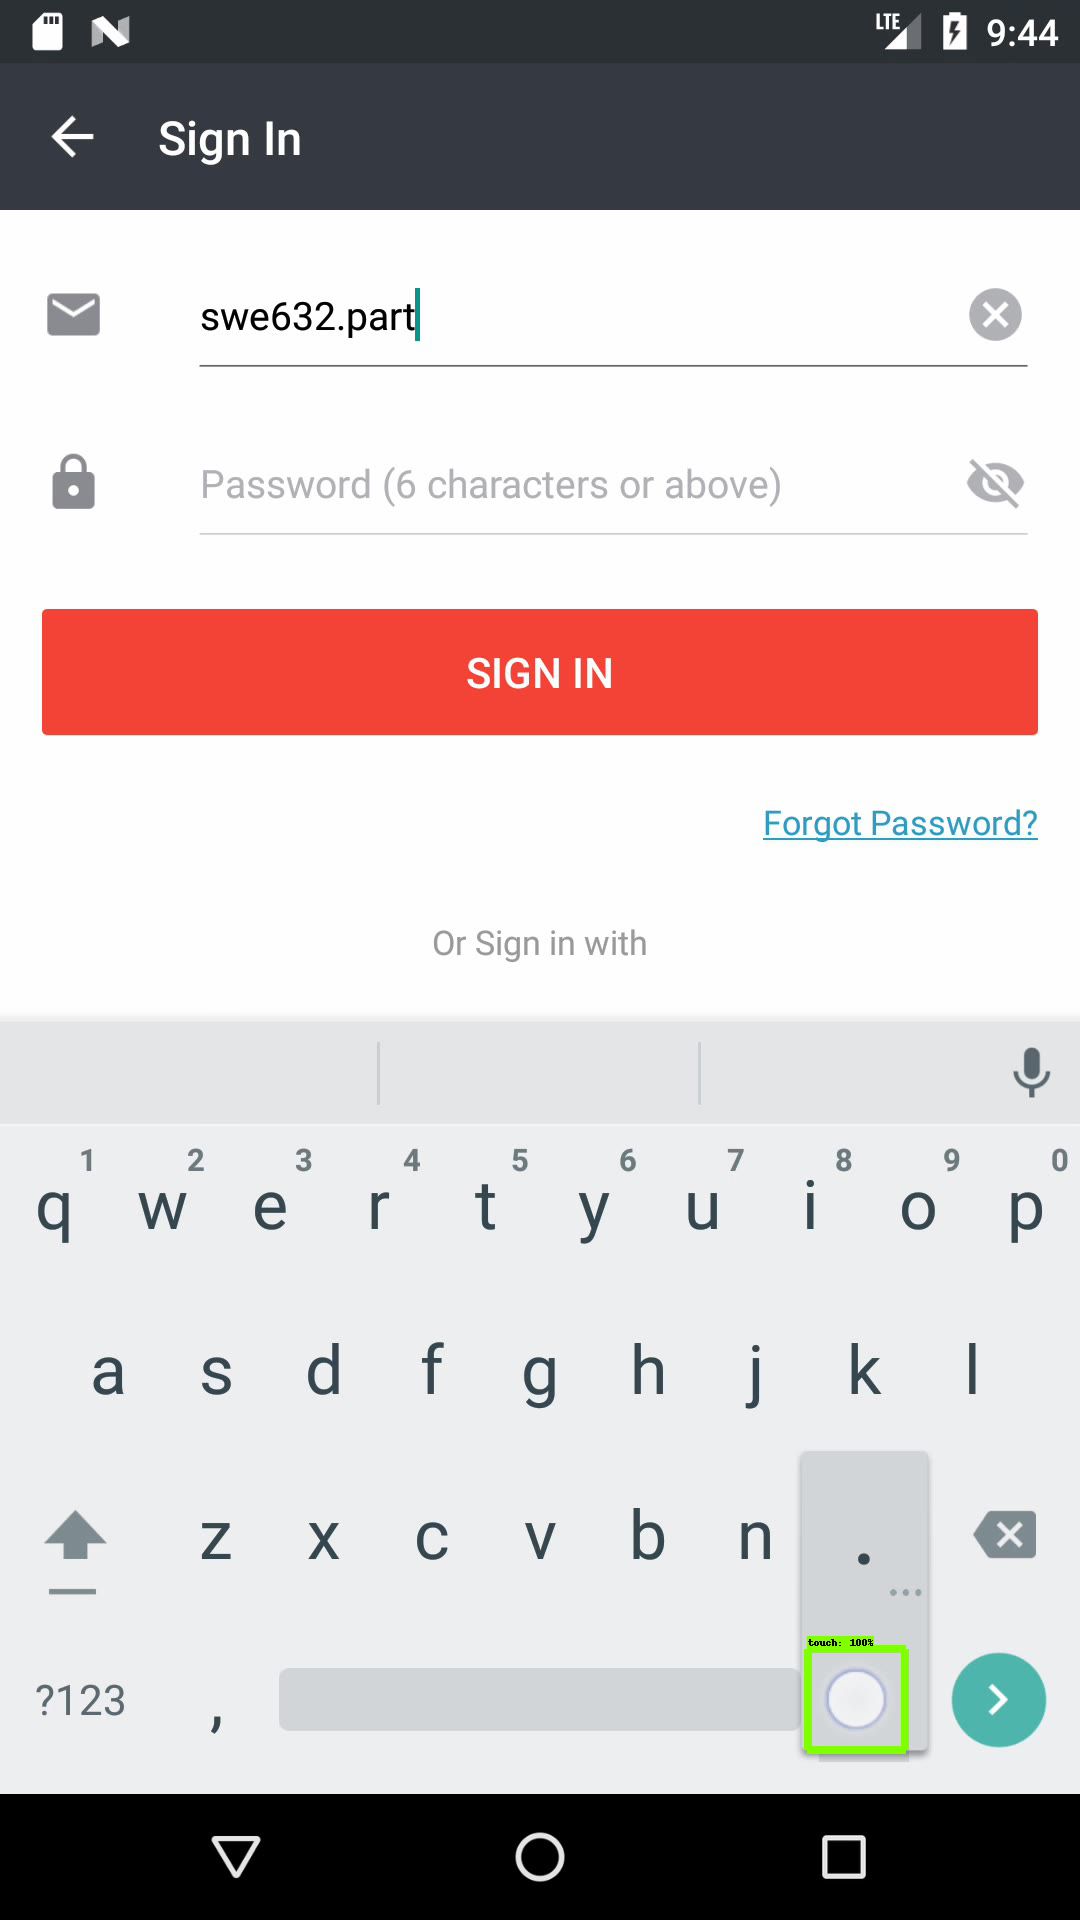 LTE 9:44
Sign In
swe632.part
Password (6 characters or above)
SIGN IN
Forgot Password?
Or Sign in with
1 2 3 4 5 6 7 8 9 0
q w e r t y u i o p
a s d f g h j k l
z x c v b n .
...
touch: 100%
?123 ,